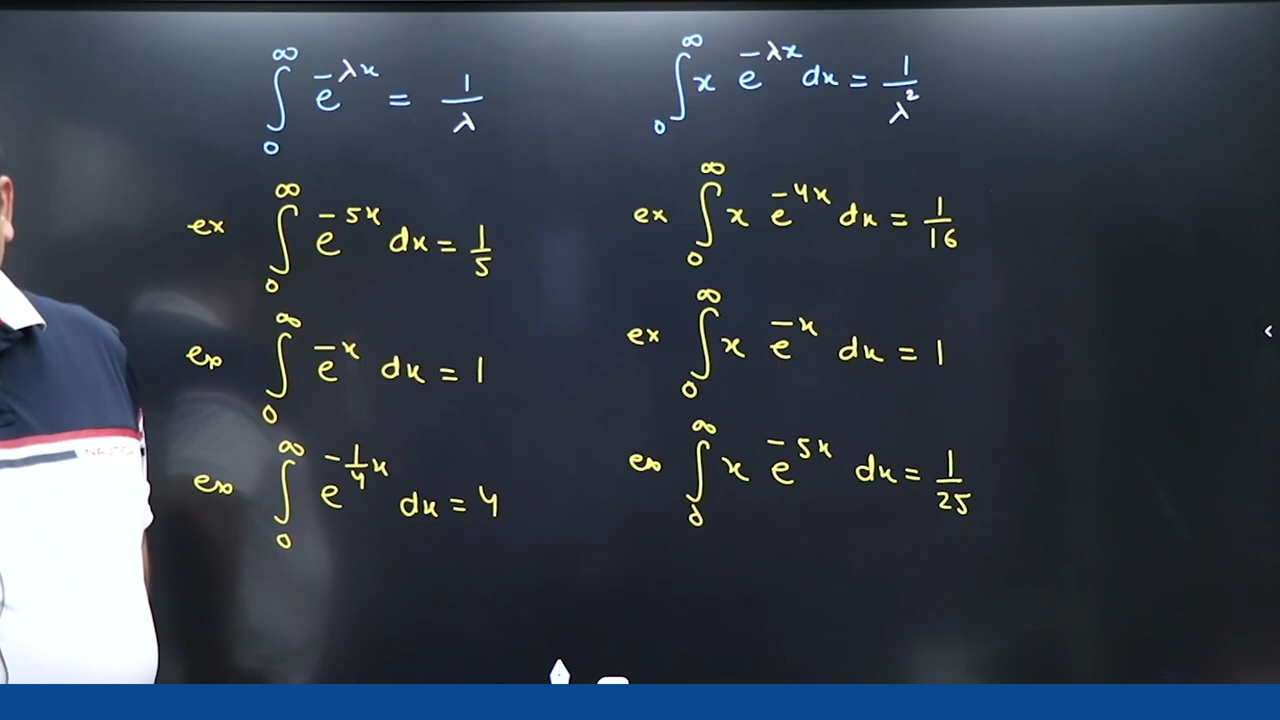 ∫₀^∞ e^{-λx} = 1/λ
∫₀^∞ x e^{-λx} dx = 1/λ²
ex ∫₀^∞ e^{-5x} dx = 1/5
ex ∫₀^∞ x e^{-4x} dx = 1/16
ex ∫₀^∞ e^{-x} dx = 1
ex ∫₀^∞ x e^{-x} dx = 1
ex ∫₀^∞ e^{-1/4 x} dx = 4
ex ∫₀^∞ x e^{-5x} dx = 1/25